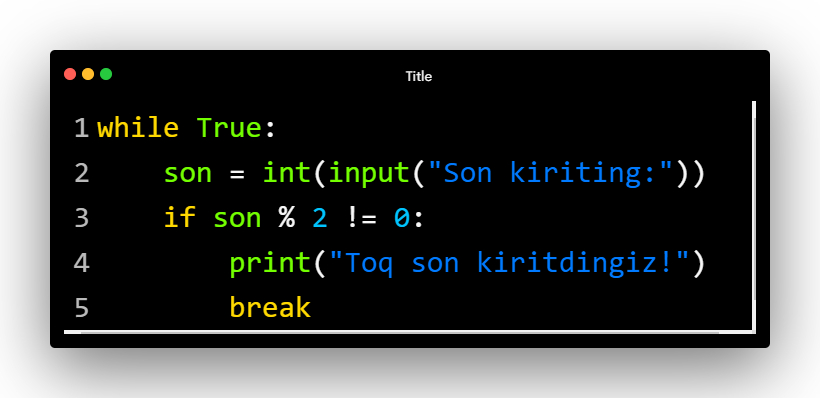 Title
1 while True:
2     son = int(input("Son kiriting:"))
3     if son % 2 != 0:
4         print("Toq son kiritdingiz!")
5         break